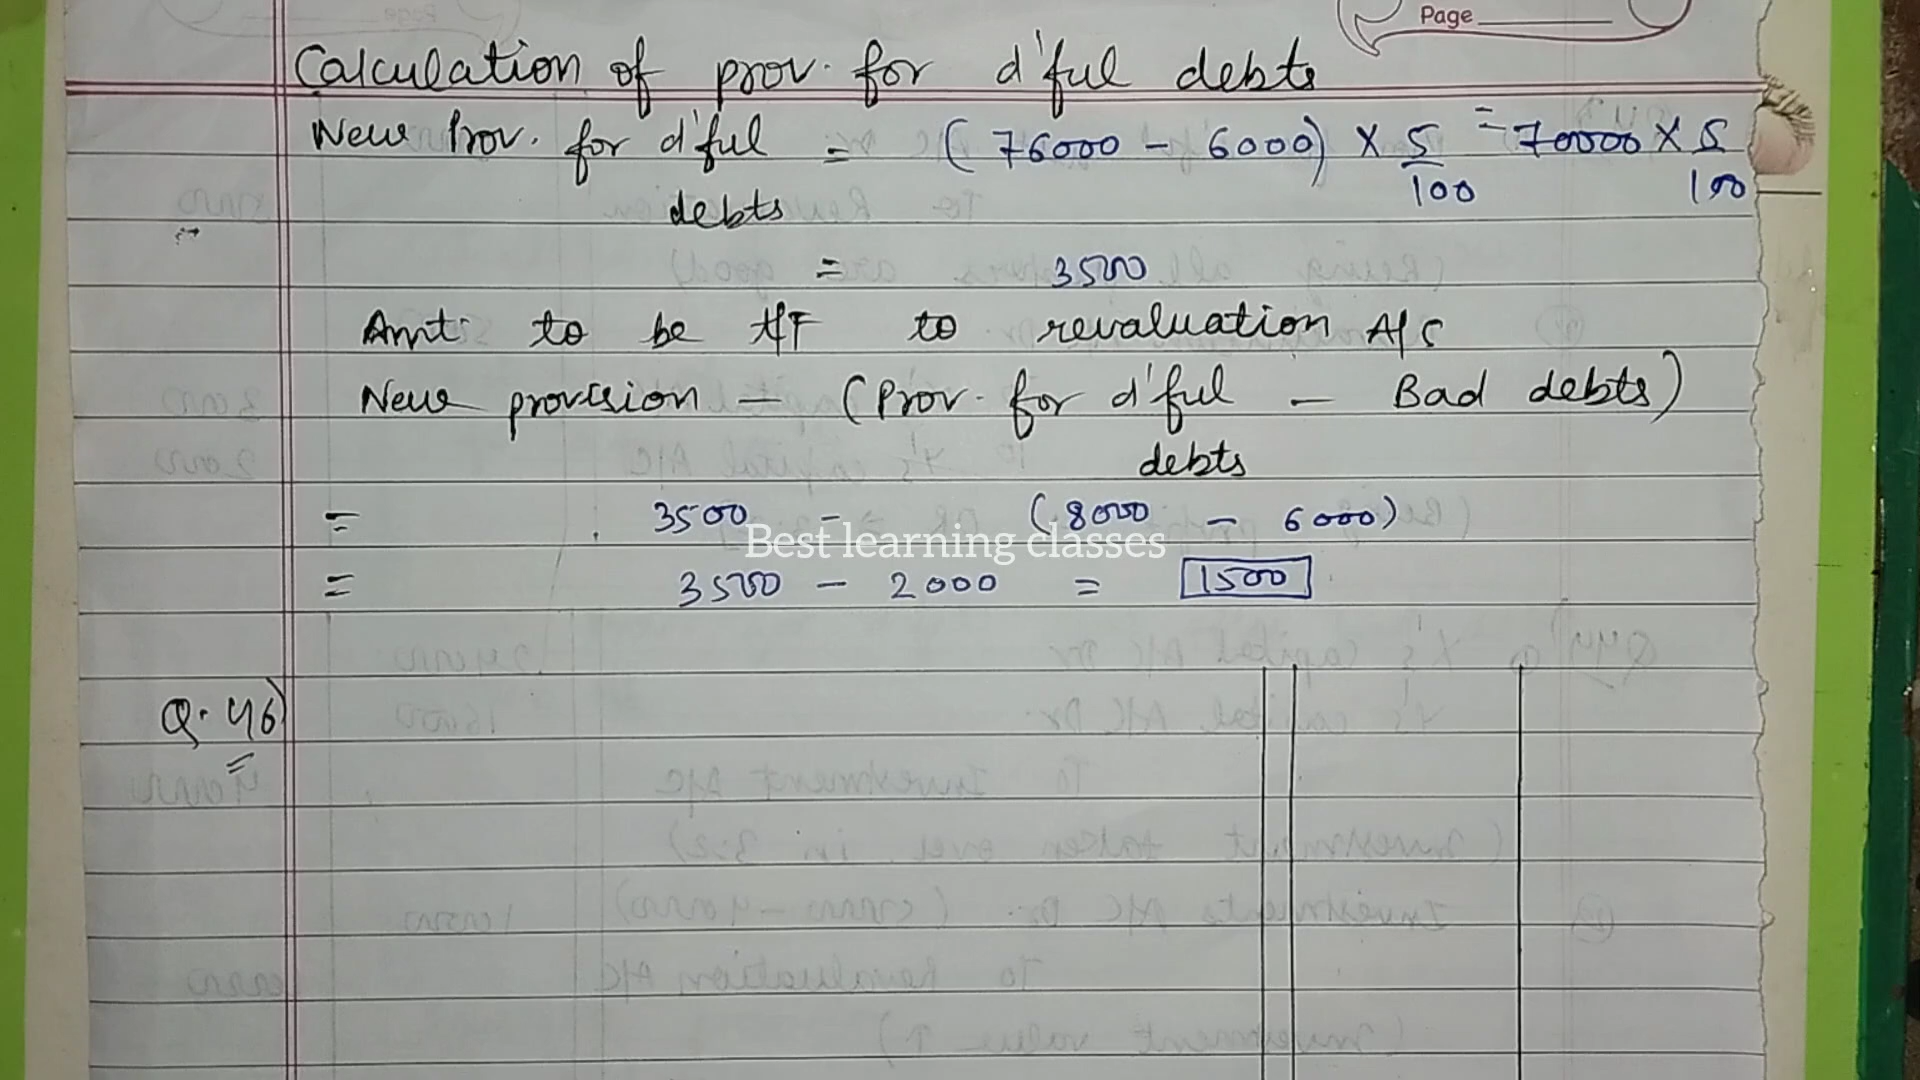 Page
Calculation of prov. for d'ful debts
New Prov. for d'ful debts = (76000 - 6000) × 5/100 = 70000 × 5/100
= 3500
Amt. to be t/f to revaluation A/c
New provision - (Prov. for d'ful debts - Bad debts)
= 3500 - (8000 - 6000)
Best learning classes
= 3500 - 2000 = 1500
Q.46)